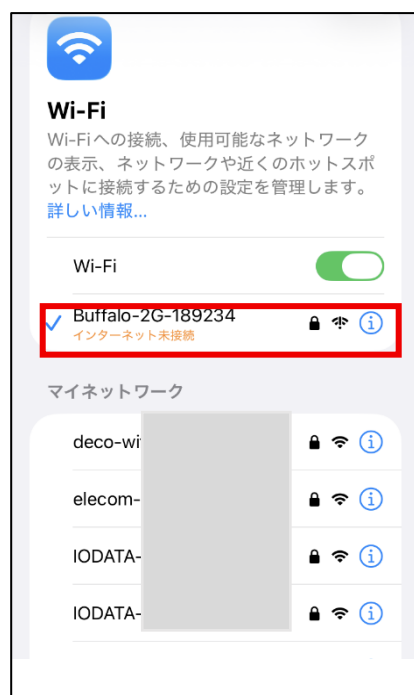 Wi-Fi
Wi-Fiへの接続、使用可能なネットワーク
の表示、ネットワークや近くのホットスポ
ットに接続するための設定を管理します。
詳しい情報...
Wi-Fi
Buffalo-2G-189234
インターネット未接続
マイネットワーク
deco-wi
elecom-
IODATA-
IODATA-